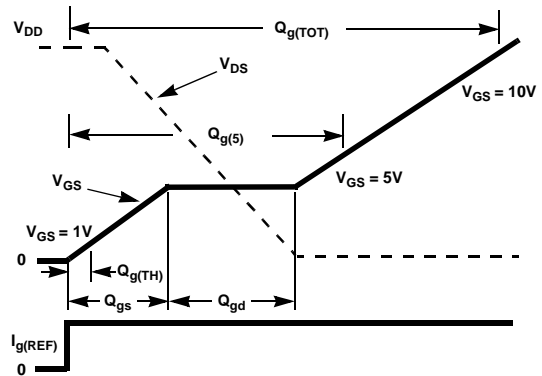 V_DD
Q_g(TOT)
V_DS
V_GS = 10V
Q_g(5)
V_GS
V_GS = 5V
V_GS = 1V
0
Q_g(TH)
Q_gs
Q_gd
I_g(REF)
0